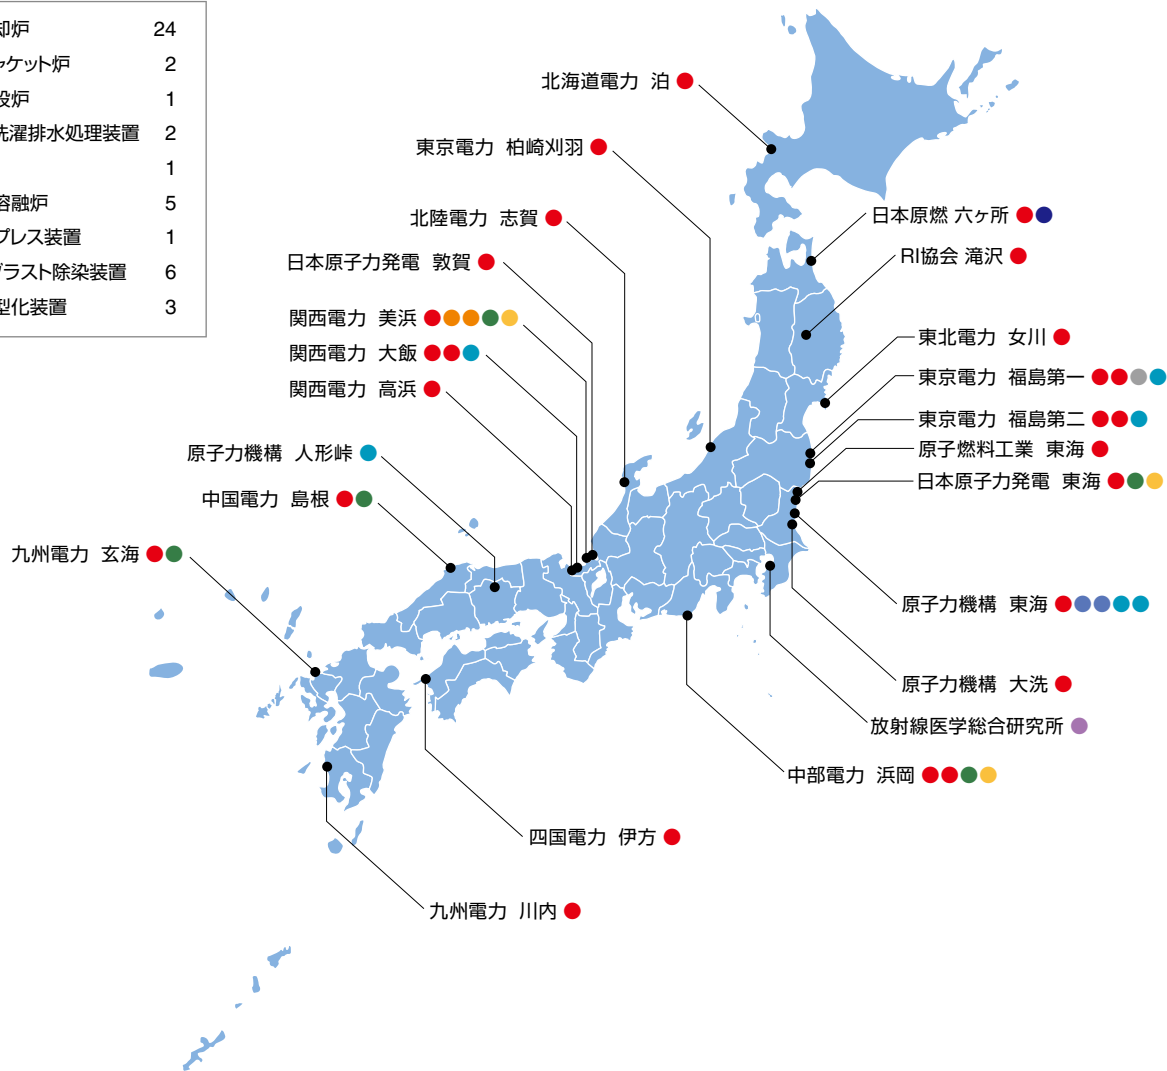 却炉 24
ャケット炉 2
設炉 1
洗濯排水処理装置 2
1
溶融炉 5
プレス装置 1
ブラスト除染装置 6
型化装置 3
北海道電力 泊
東京電力 柏崎刈羽
北陸電力 志賀
日本原子力発電 敦賀
関西電力 美浜
関西電力 大飯
関西電力 高浜
原子力機構 人形峠
中国電力 島根
九州電力 玄海
日本原燃 六ヶ所
RI協会 滝沢
東北電力 女川
東京電力 福島第一
東京電力 福島第二
原子燃料工業 東海
日本原子力発電 東海
原子力機構 東海
原子力機構 大洗
放射線医学総合研究所
中部電力 浜岡
四国電力 伊方
九州電力 川内